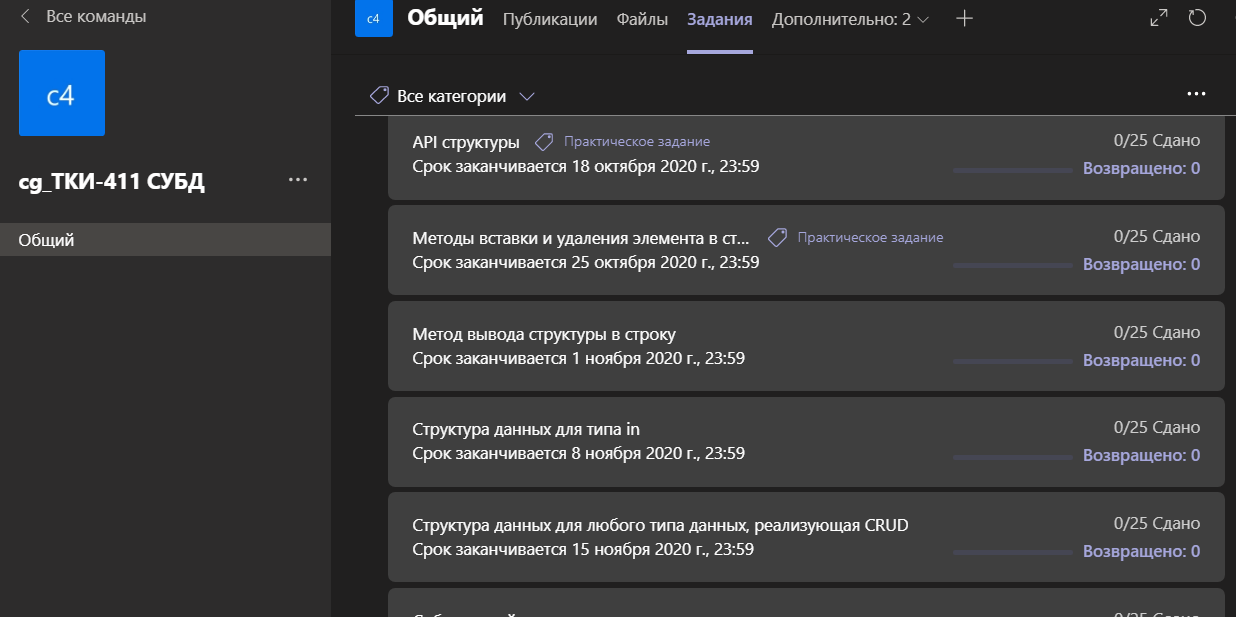 Все команды
с4
cg_ТКИ-411 СУБД
Общий
с4 Общий Публикации Файлы Задания Дополнительно: 2
Все категории
API структуры Практическое задание 0/25 Сдано
Срок заканчивается 18 октября 2020 г., 23:59 Возвращено: 0
Методы вставки и удаления элемента в ст... Практическое задание 0/25 Сдано
Срок заканчивается 25 октября 2020 г., 23:59 Возвращено: 0
Метод вывода структуры в строку 0/25 Сдано
Срок заканчивается 1 ноября 2020 г., 23:59 Возвращено: 0
Структура данных для типа in 0/25 Сдано
Срок заканчивается 8 ноября 2020 г., 23:59 Возвращено: 0
Структура данных для любого типа данных, реализующая CRUD 0/25 Сдано
Срок заканчивается 15 ноября 2020 г., 23:59 Возвращено: 0
0/25 Сдано